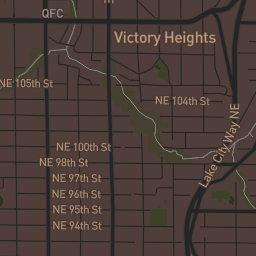 QFC
Victory Heights
NE 105th St
NE 104th St
NE 100th St
NE 98th St
NE 97th St
NE 96th St
NE 95th St
NE 94th St
Lake City Way NE